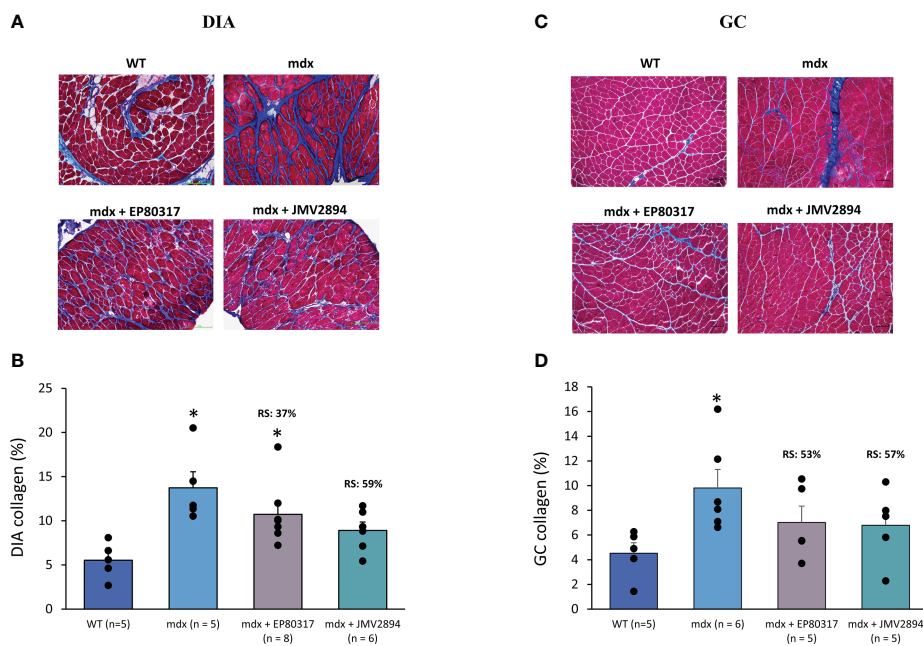 A
DIA
WT
mdx
mdx + EP80317
mdx + JMV2894
B
DIA collagen (%)
25
20
15
10
5
0
*
RS: 37%
*
RS: 59%
WT (n=5)
mdx (n = 5)
mdx + EP80317
(n = 8)
mdx + JMV2894
(n = 6)
C
GC
WT
mdx
mdx + EP80317
mdx + JMV2894
D
GC collagen (%)
18
16
14
12
10
8
6
4
2
0
*
RS: 53%
RS: 57%
WT (n=5)
mdx (n = 6)
mdx + EP80317
(n = 5)
mdx + JMV2894
(n = 5)